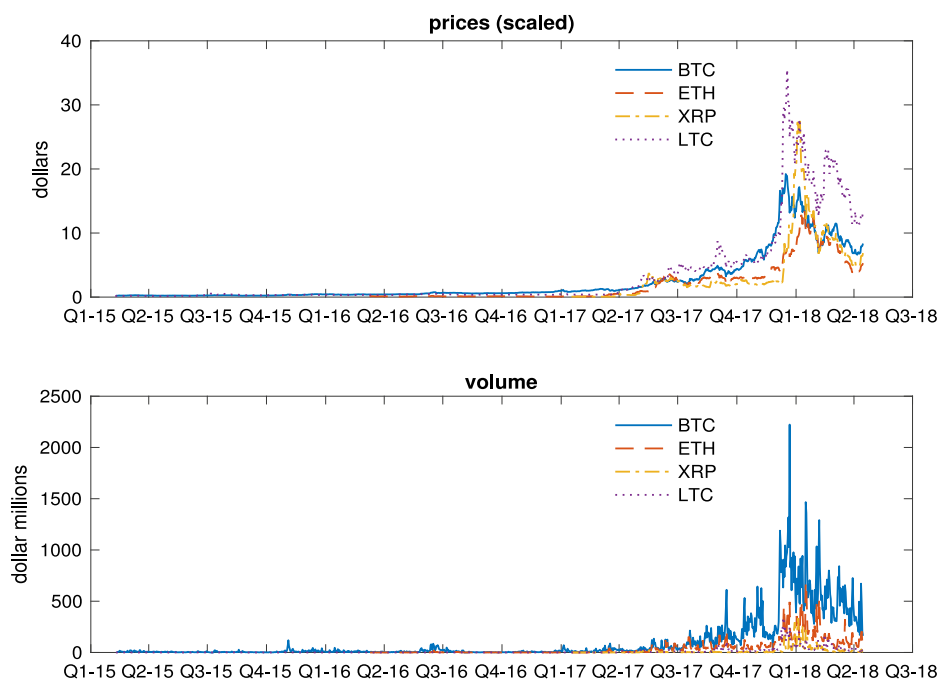 prices (scaled)
40
30
20
10
0
dollars
BTC
ETH
XRP
LTC
Q1-15 Q2-15 Q3-15 Q4-15 Q1-16 Q2-16 Q3-16 Q4-16 Q1-17 Q2-17 Q3-17 Q4-17 Q1-18 Q2-18 Q3-18
volume
2500
2000
1500
1000
500
0
dollar millions
BTC
ETH
XRP
LTC
Q1-15 Q2-15 Q3-15 Q4-15 Q1-16 Q2-16 Q3-16 Q4-16 Q1-17 Q2-17 Q3-17 Q4-17 Q1-18 Q2-18 Q3-18